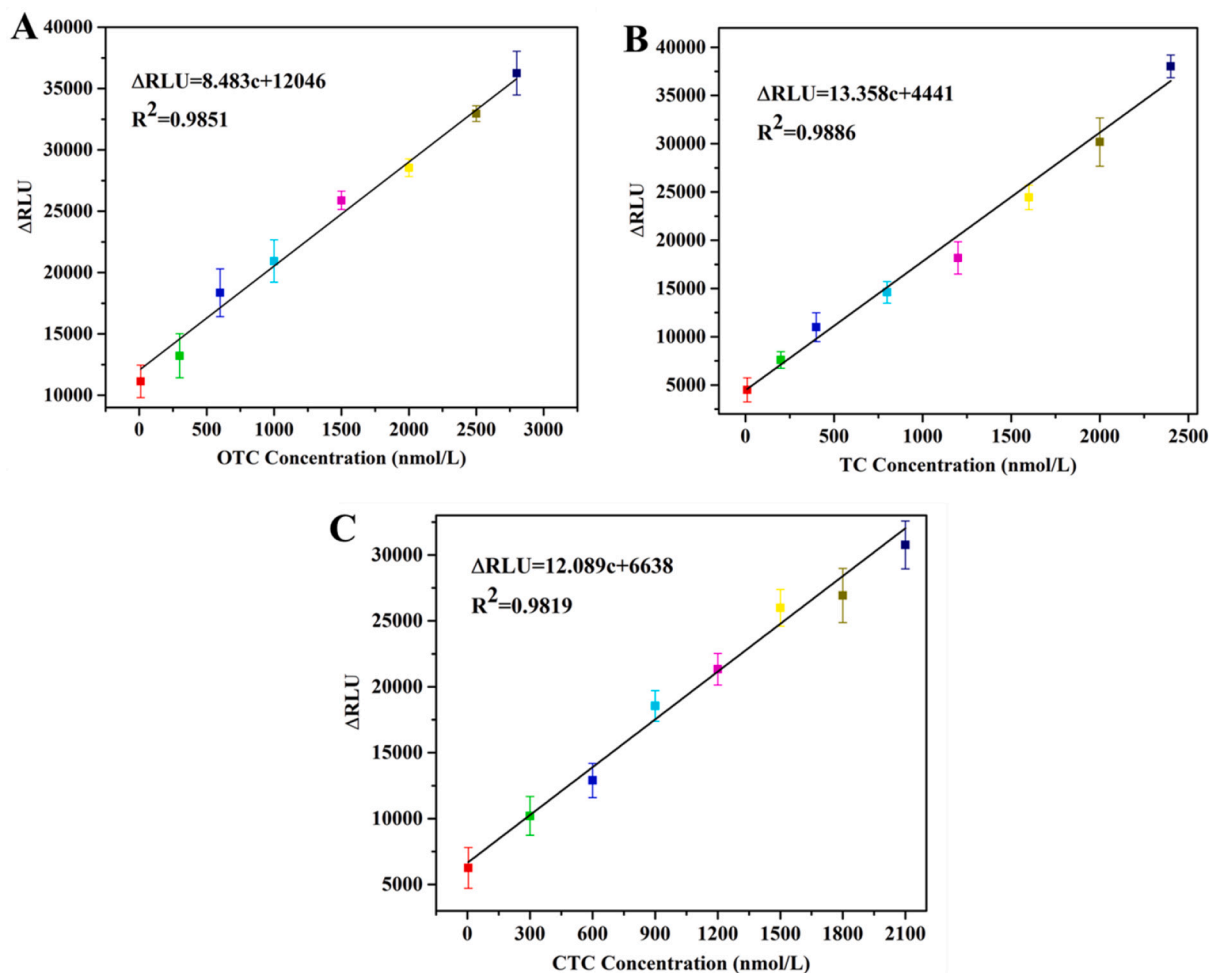 A
ΔRLU=8.483c+12046
R²=0.9851
40000
35000
30000
25000
20000
15000
10000
ΔRLU
0 500 1000 1500 2000 2500 3000
OTC Concentration (nmol/L)
B
ΔRLU=13.358c+4441
R²=0.9886
40000
35000
30000
25000
20000
15000
10000
5000
ΔRLU
0 500 1000 1500 2000 2500
TC Concentration (nmol/L)
C
ΔRLU=12.089c+6638
R²=0.9819
30000
25000
20000
15000
10000
5000
ΔRLU
0 300 600 900 1200 1500 1800 2100
CTC Concentration (nmol/L)